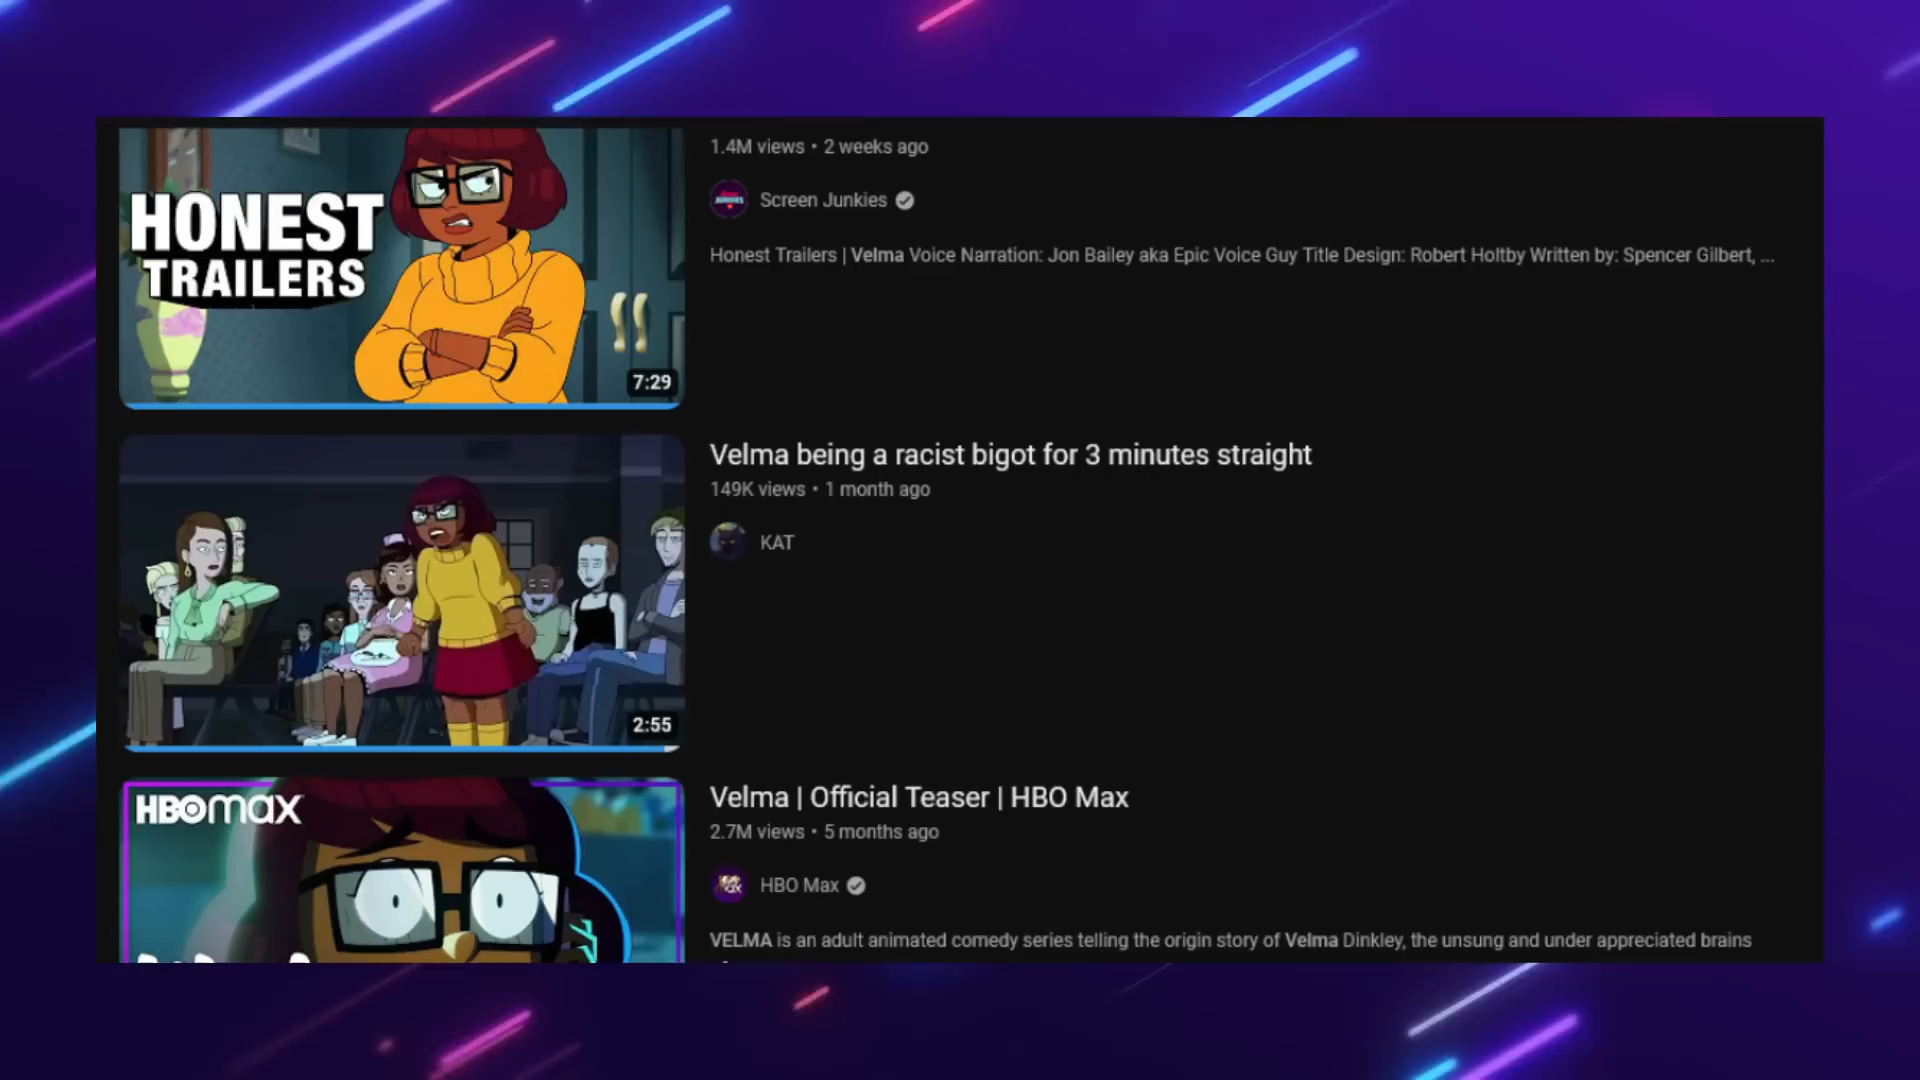 1.4M views • 2 weeks ago
HONEST
TRAILERS
Screen Junkies
Honest Trailers | Velma Voice Narration: Jon Bailey aka Epic Voice Guy Title Design: Robert Holtby Written by: Spencer Gilbert, ...
7:29
Velma being a racist bigot for 3 minutes straight
149K views • 1 month ago
KAT
2:55
HBOmax
Velma | Official Teaser | HBO Max
2.7M views • 5 months ago
HBO Max
VELMA is an adult animated comedy series telling the origin story of Velma Dinkley, the unsung and under appreciated brains